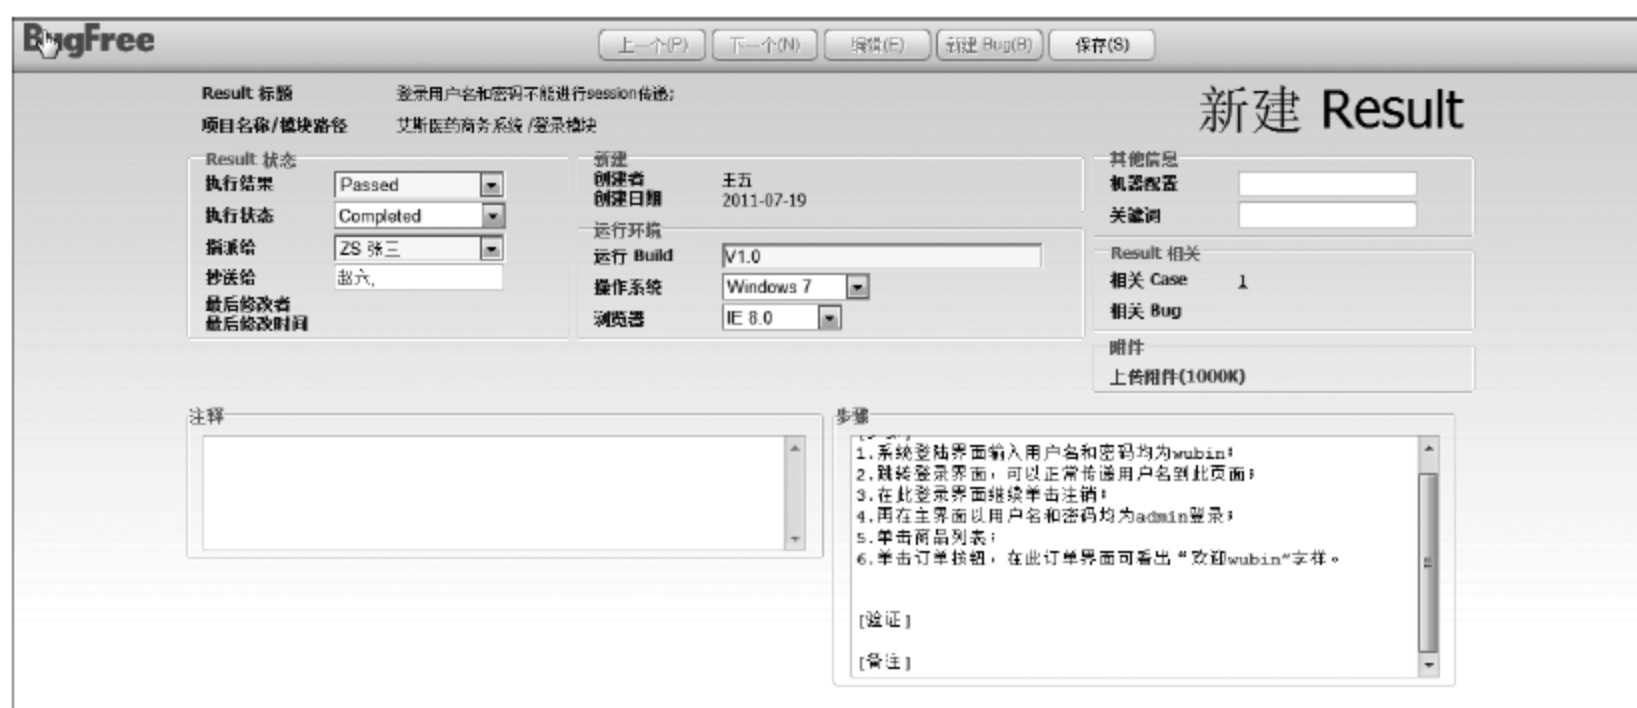 BugFree
上一个(P) 下一个(N) 编辑(E) 新建 Bug(B) 保存(S)
新建 Result
Result 标题 登录用户名和密码不能进行session传递;
项目名称/模块路径 艾斯医药商务系统 /登录模块
Result 状态
执行结果 Passed
执行状态 Completed
指派给 ZS 张三
抄送给 赵六,
最后修改者
最后修改时间
新建
创建者 王五
创建日期 2011-07-19
运行环境
运行 Build V1.0
操作系统 Windows 7
浏览器 IE 8.0
其他信息
机器配置
关键词
Result 相关
相关 Case 1
相关 Bug
附件
上传附件(1000K)
注释
步骤
1.系统登陆界面输入用户名和密码均为wubin;
2.跳转登录界面，可以正常传递用户名到此页面;
3.在此登录界面继续单击注销;
4.再在主界面以用户名和密码均为admin登录;
5.单击商品列表;
6.单击订单按钮，在此订单界面可看出“欢迎wubin”字样。
[验证]
[备注]